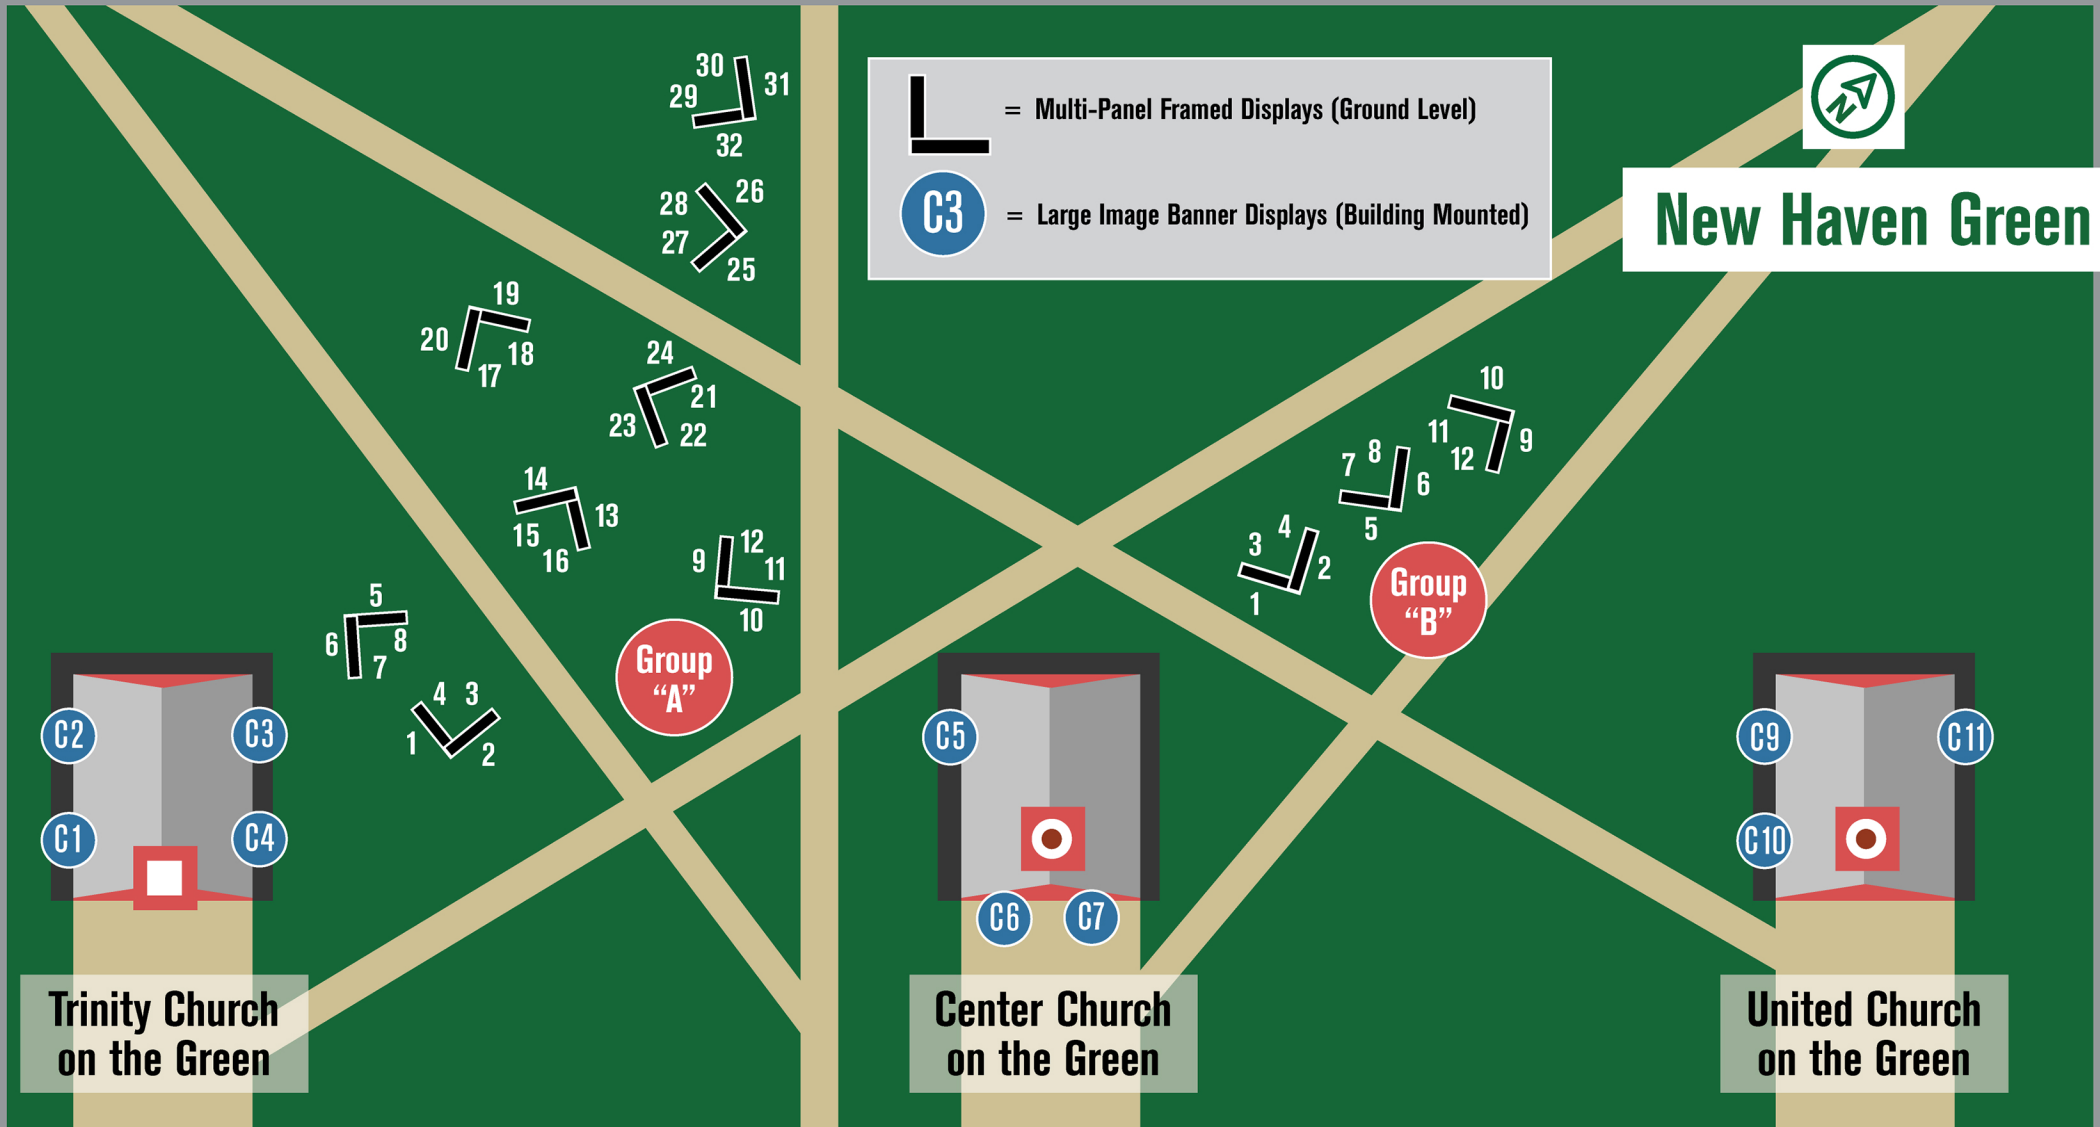 30
31
29
32
= Multi-Panel Framed Displays (Ground Level)
C3 = Large Image Banner Displays (Building Mounted)
N
New Haven Green
28
26
27
25
19
20
18
17
24
21
23
22
14
13
15
16
12
9
11
10
5
6
8
7
4
3
1
2
Group
“A”
10
11
9
12
7
8
6
5
3
4
2
1
Group
“B”
C2
C3
C1
C4
C5
C6
C7
C9
C11
C10
Trinity Church
on the Green
Center Church
on the Green
United Church
on the Green